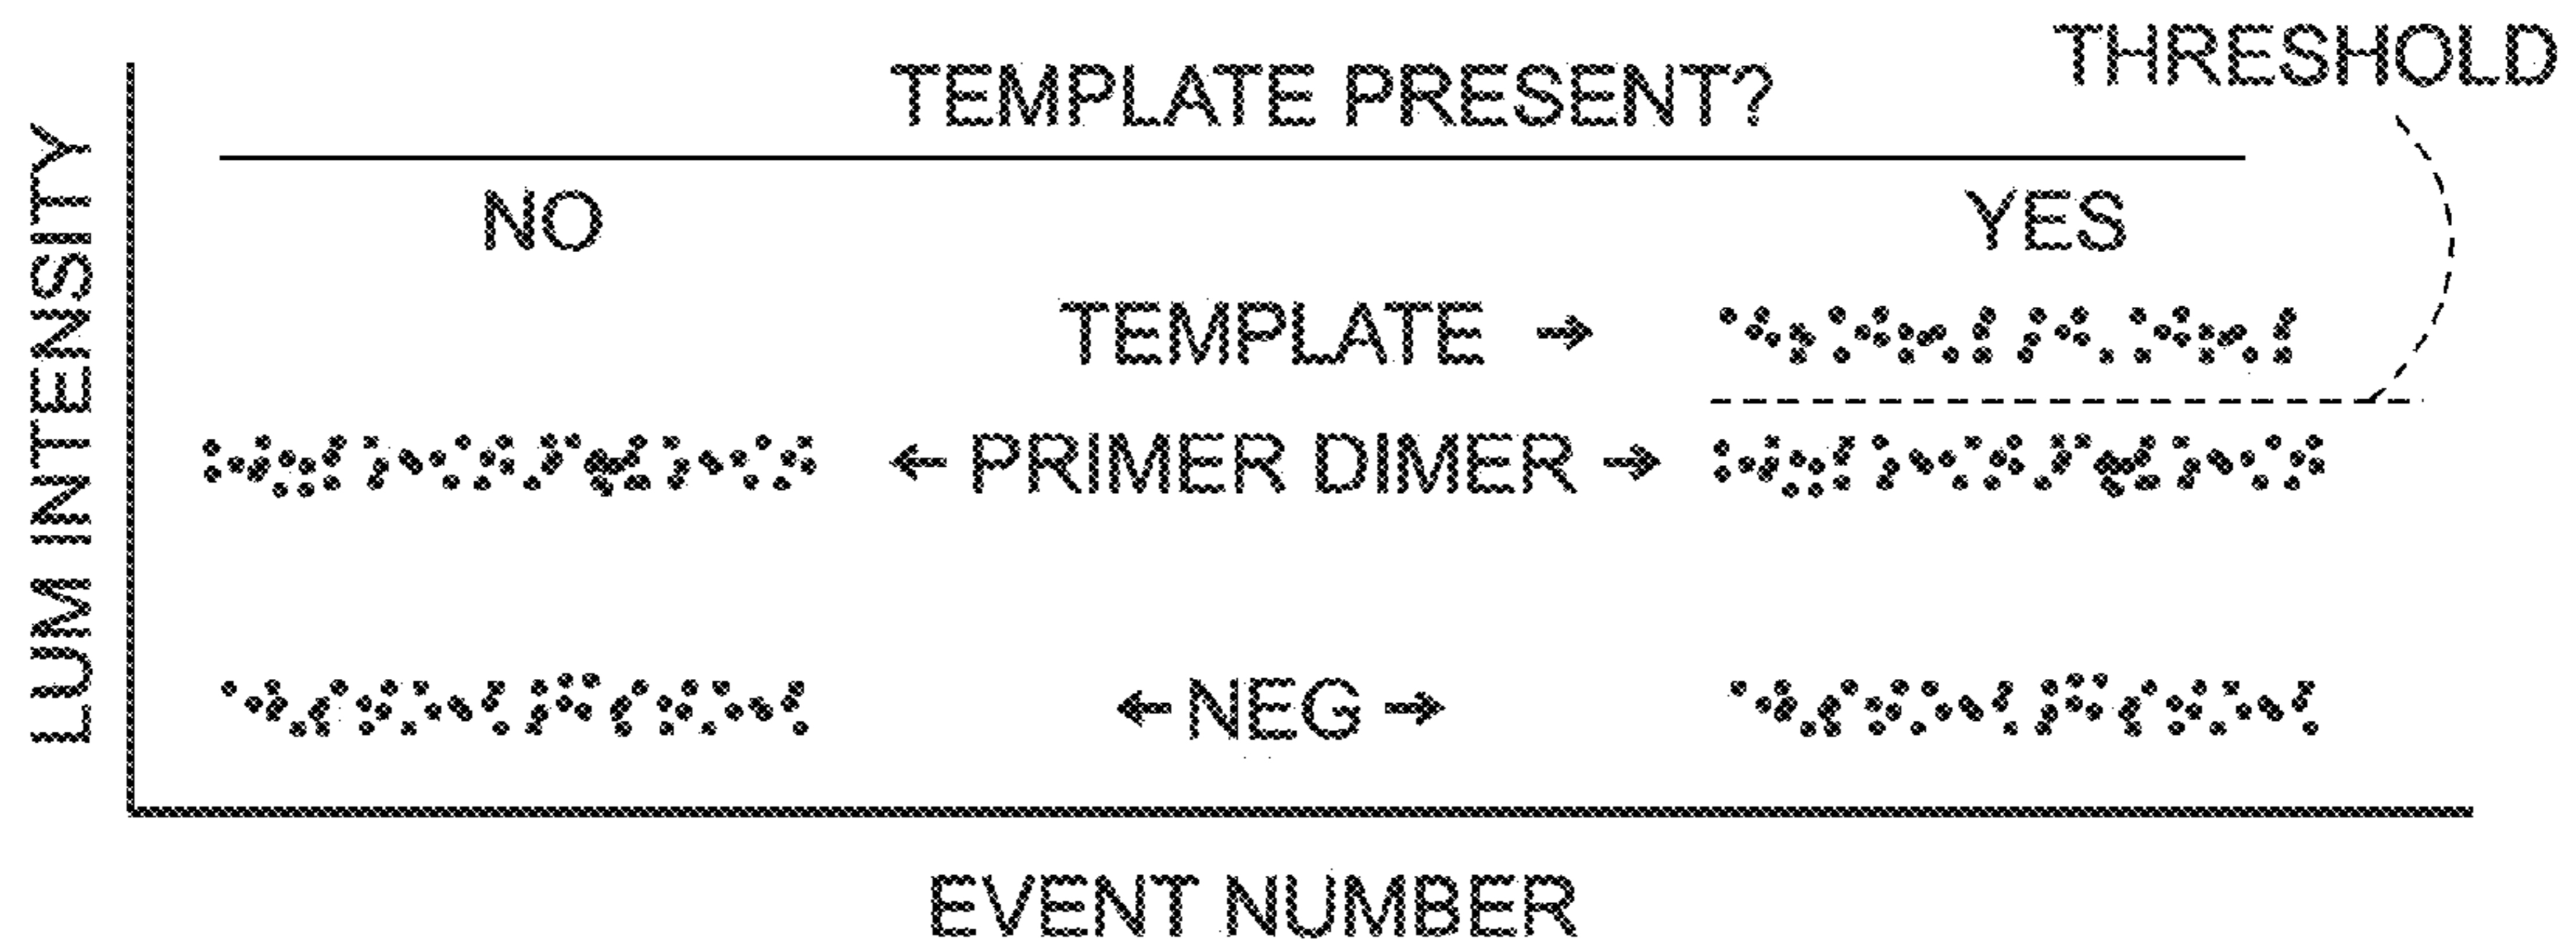 THRESHOLD
TEMPLATE PRESENT?
NO
YES
TEMPLATE →
← PRIMER DIMER →
← NEG →
LUM INTENSITY
EVENT NUMBER